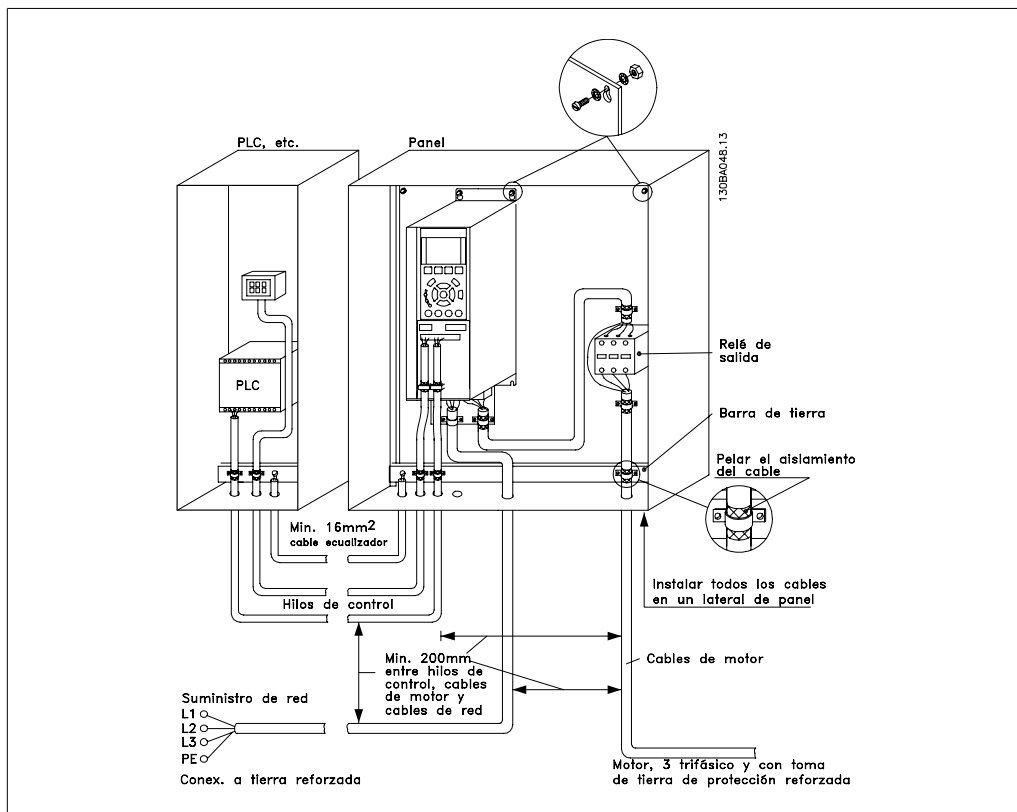 PLC, etc.
Panel
130BA048.13
PLC
Relé de
salida
Barra de tierra
Pelar el aislamiento
del cable
Min. 16mm2
cable ecualizador
Hilos de control
Instalar todos los cables
en un lateral de panel
Min. 200mm
entre hilos de
control, cables
de motor y
cables de red
Cables de motor
Suministro de red
L1
L2
L3
PE
Conex. a tierra reforzada
Motor, 3 trifásico y con toma
de tierra de protección reforzada